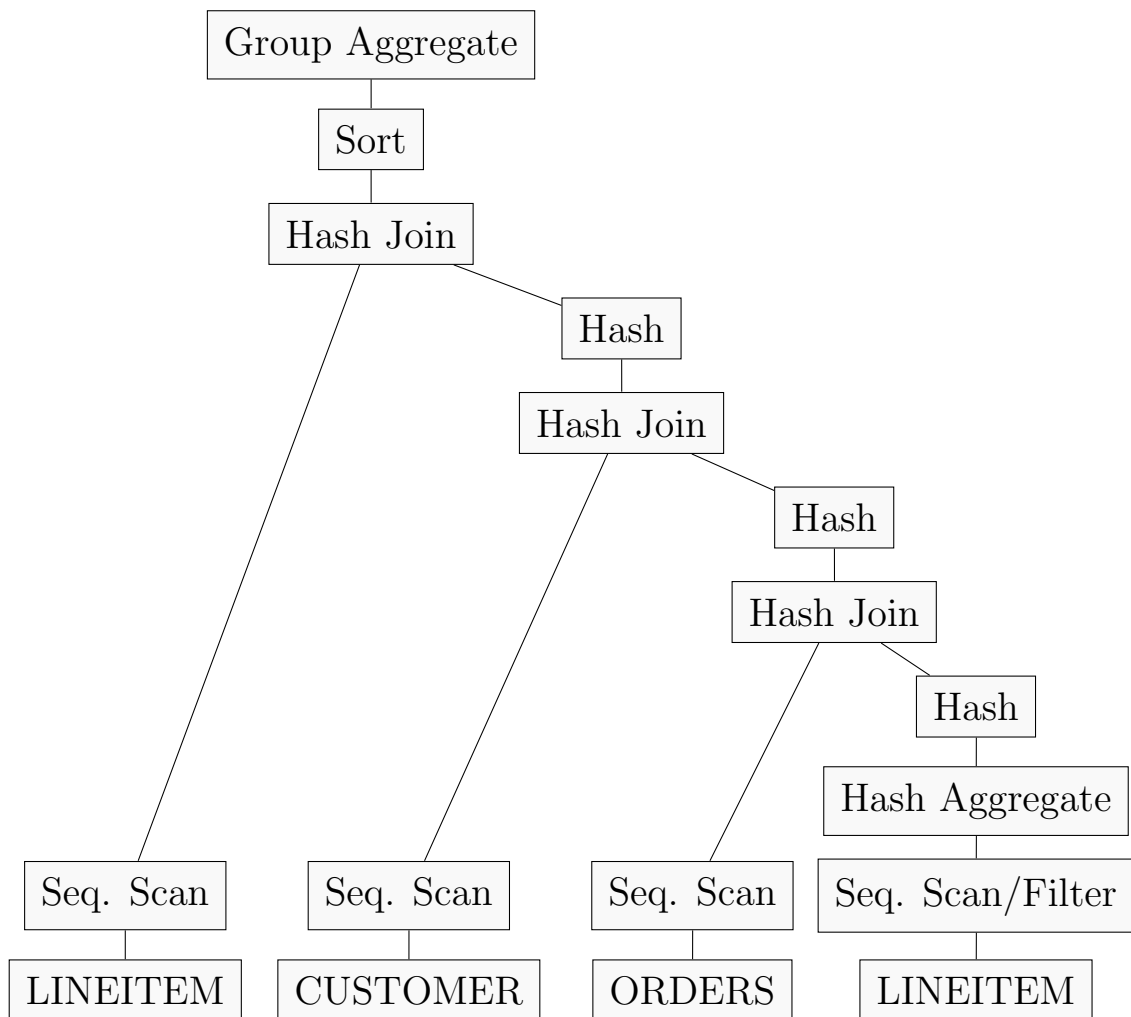 Group Aggregate
Sort
Hash Join
Hash
Hash Join
Hash
Hash Join
Hash
Hash Aggregate
Seq. Scan
Seq. Scan
Seq. Scan
Seq. Scan/Filter
LINEITEM
CUSTOMER
ORDERS
LINEITEM